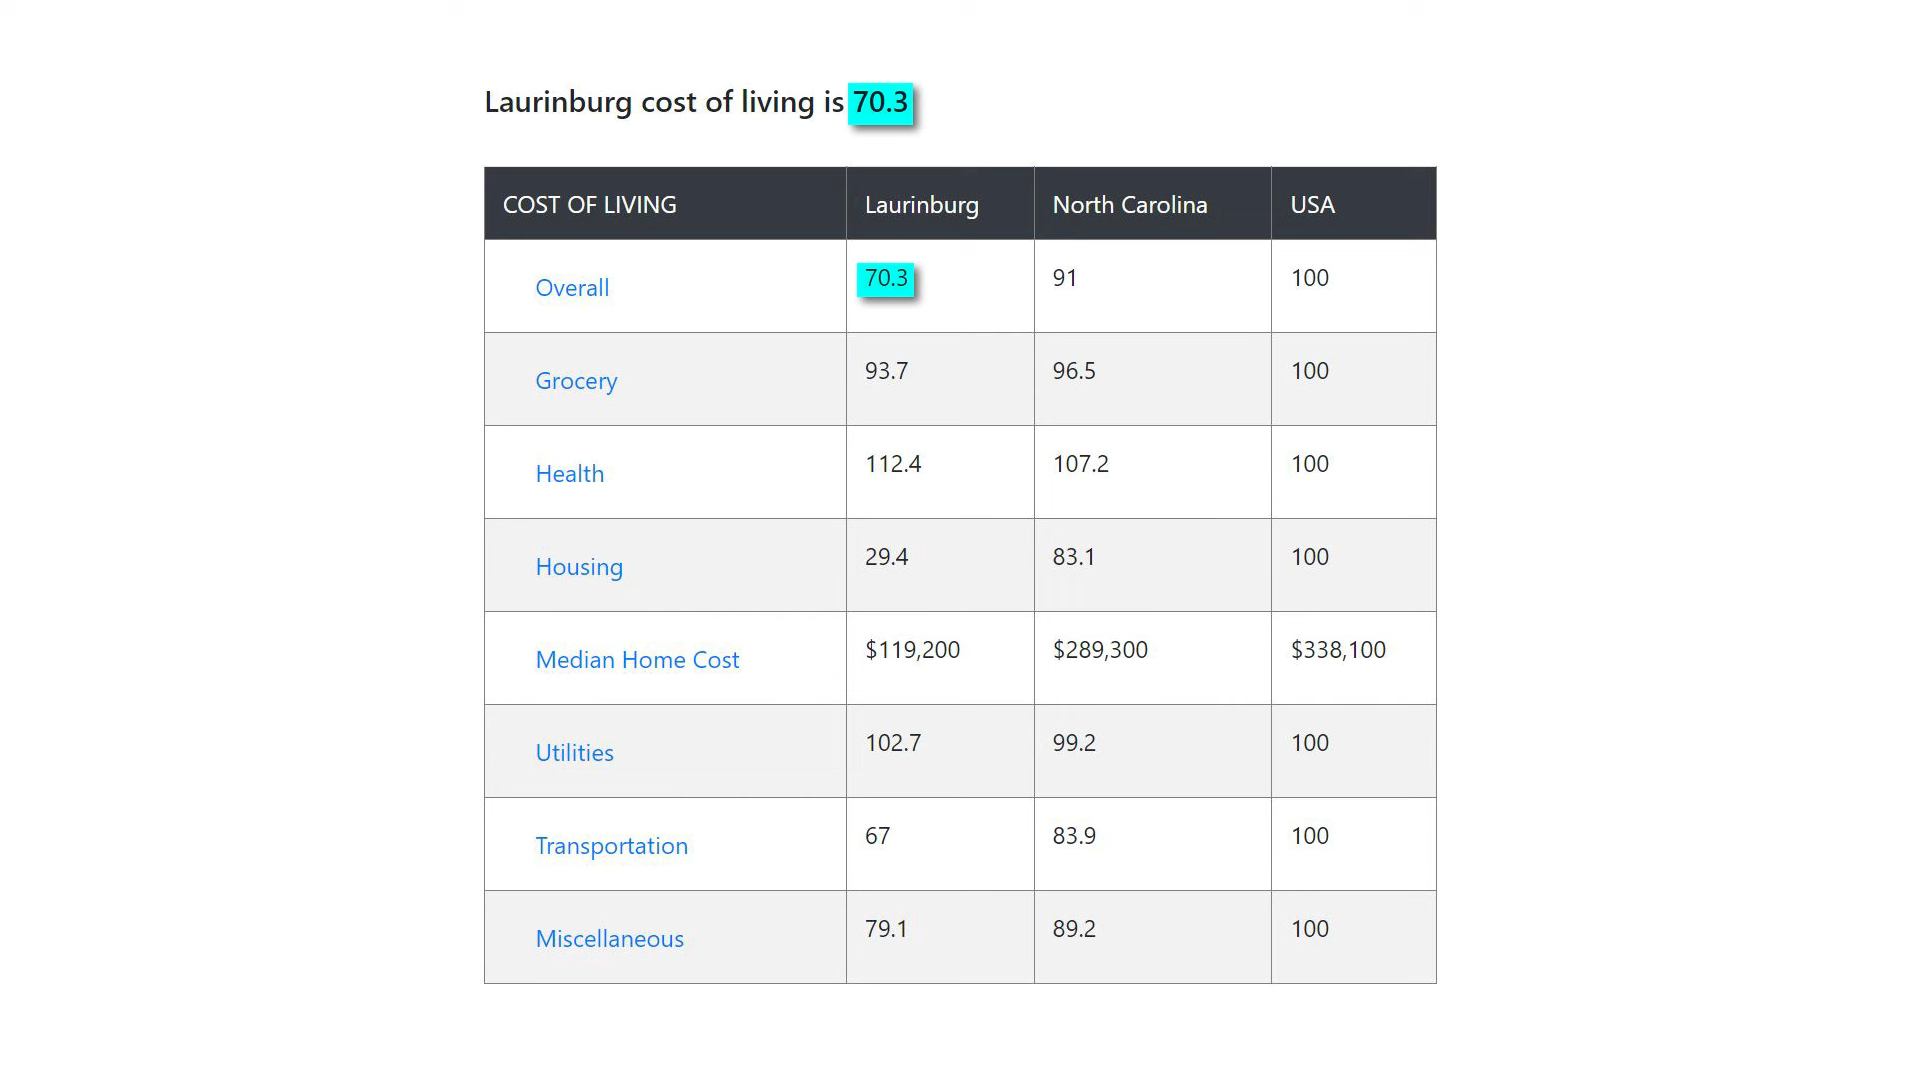 Laurinburg cost of living is 70.3
COST OF LIVING Laurinburg North Carolina USA
Overall 70.3 91 100
Grocery 93.7 96.5 100
Health 112.4 107.2 100
Housing 29.4 83.1 100
Median Home Cost $119,200 $289,300 $338,100
Utilities 102.7 99.2 100
Transportation 67 83.9 100
Miscellaneous 79.1 89.2 100